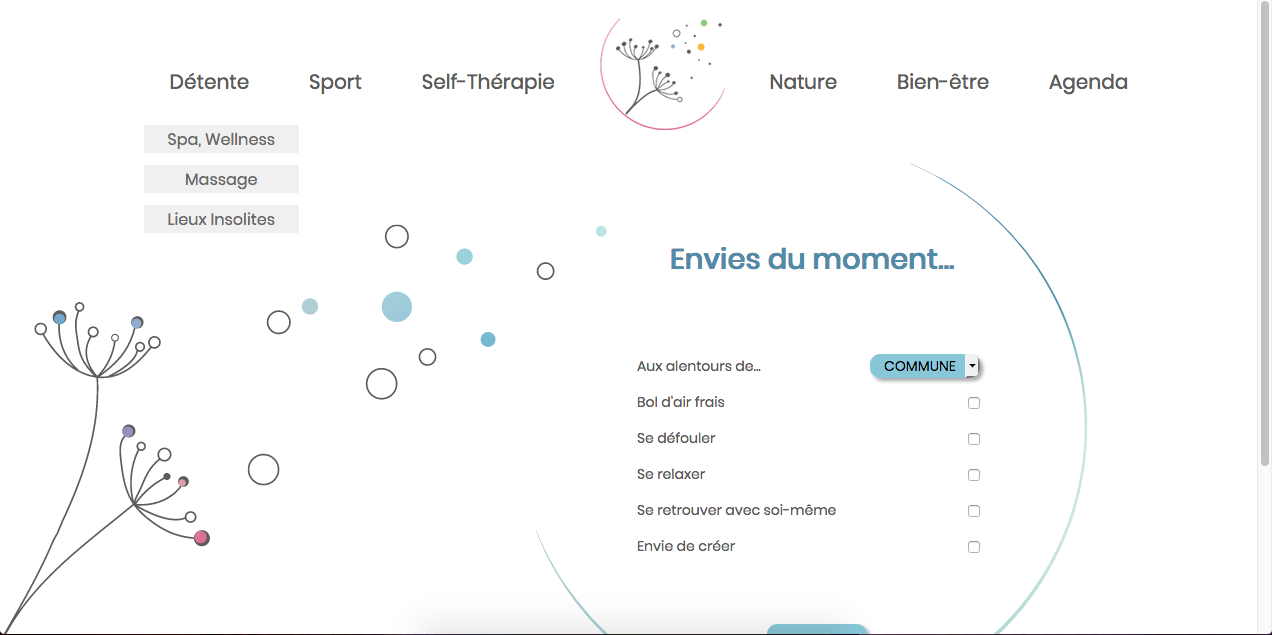 Détente
Sport
Self-Thérapie
Nature
Bien-être
Agenda
Spa, Wellness
Massage
Lieux Insolites
Envies du moment...
Aux alentours de...
COMMUNE
Bol d'air frais
Se défouler
Se relaxer
Se retrouver avec soi-même
Envie de créer